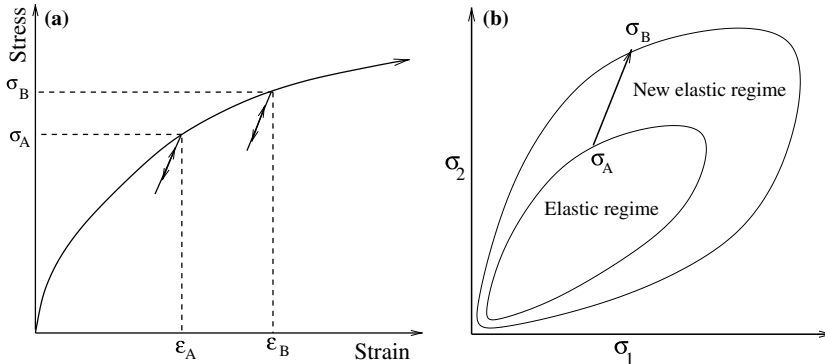 (a)
Stress
σB
σA
εA
εB
Strain
(b)
σB
New elastic regime
σA
σ2
Elastic regime
σ1